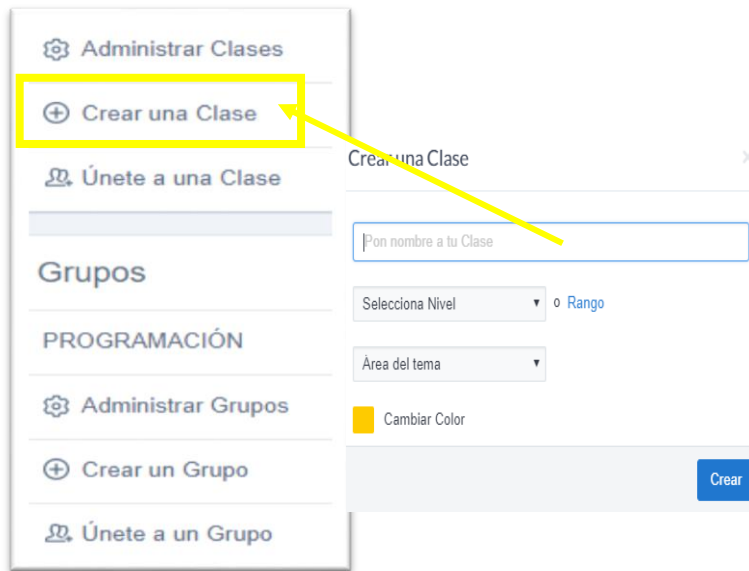 Administrar Clases
Crear una Clase
Únete a una Clase
Grupos
PROGRAMACIÓN
Administrar Grupos
Crear un Grupo
Únete a un Grupo
Crear una Clase
Pon nombre a tu Clase
Selecciona Nivel o Rango
Área del tema
Cambiar Color
Crear